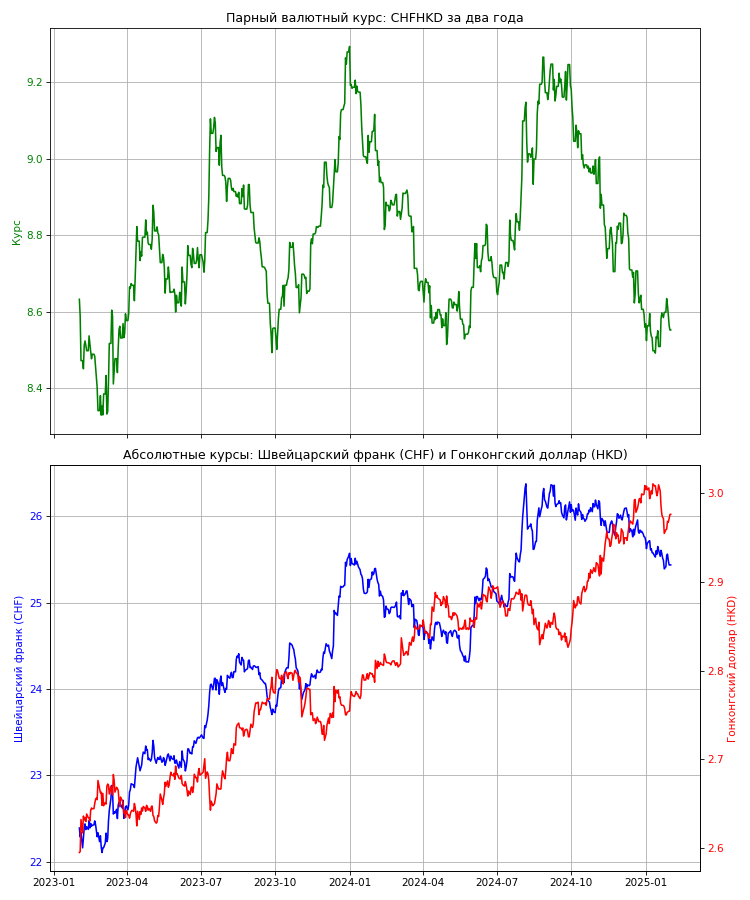 Парный валютный курс: CHFHKD за два года
9.2
9.0
8.8
8.6
8.4
Курс
Абсолютные курсы: Швейцарский франк (CHF) и Гонконгский доллар (HKD)
26
25
24
23
22
Швейцарский франк (CHF)
3.0
2.9
2.8
2.7
2.6
Гонконгский доллар (HKD)
2023-01 2023-04 2023-07 2023-10 2024-01 2024-04 2024-07 2024-10 2025-01